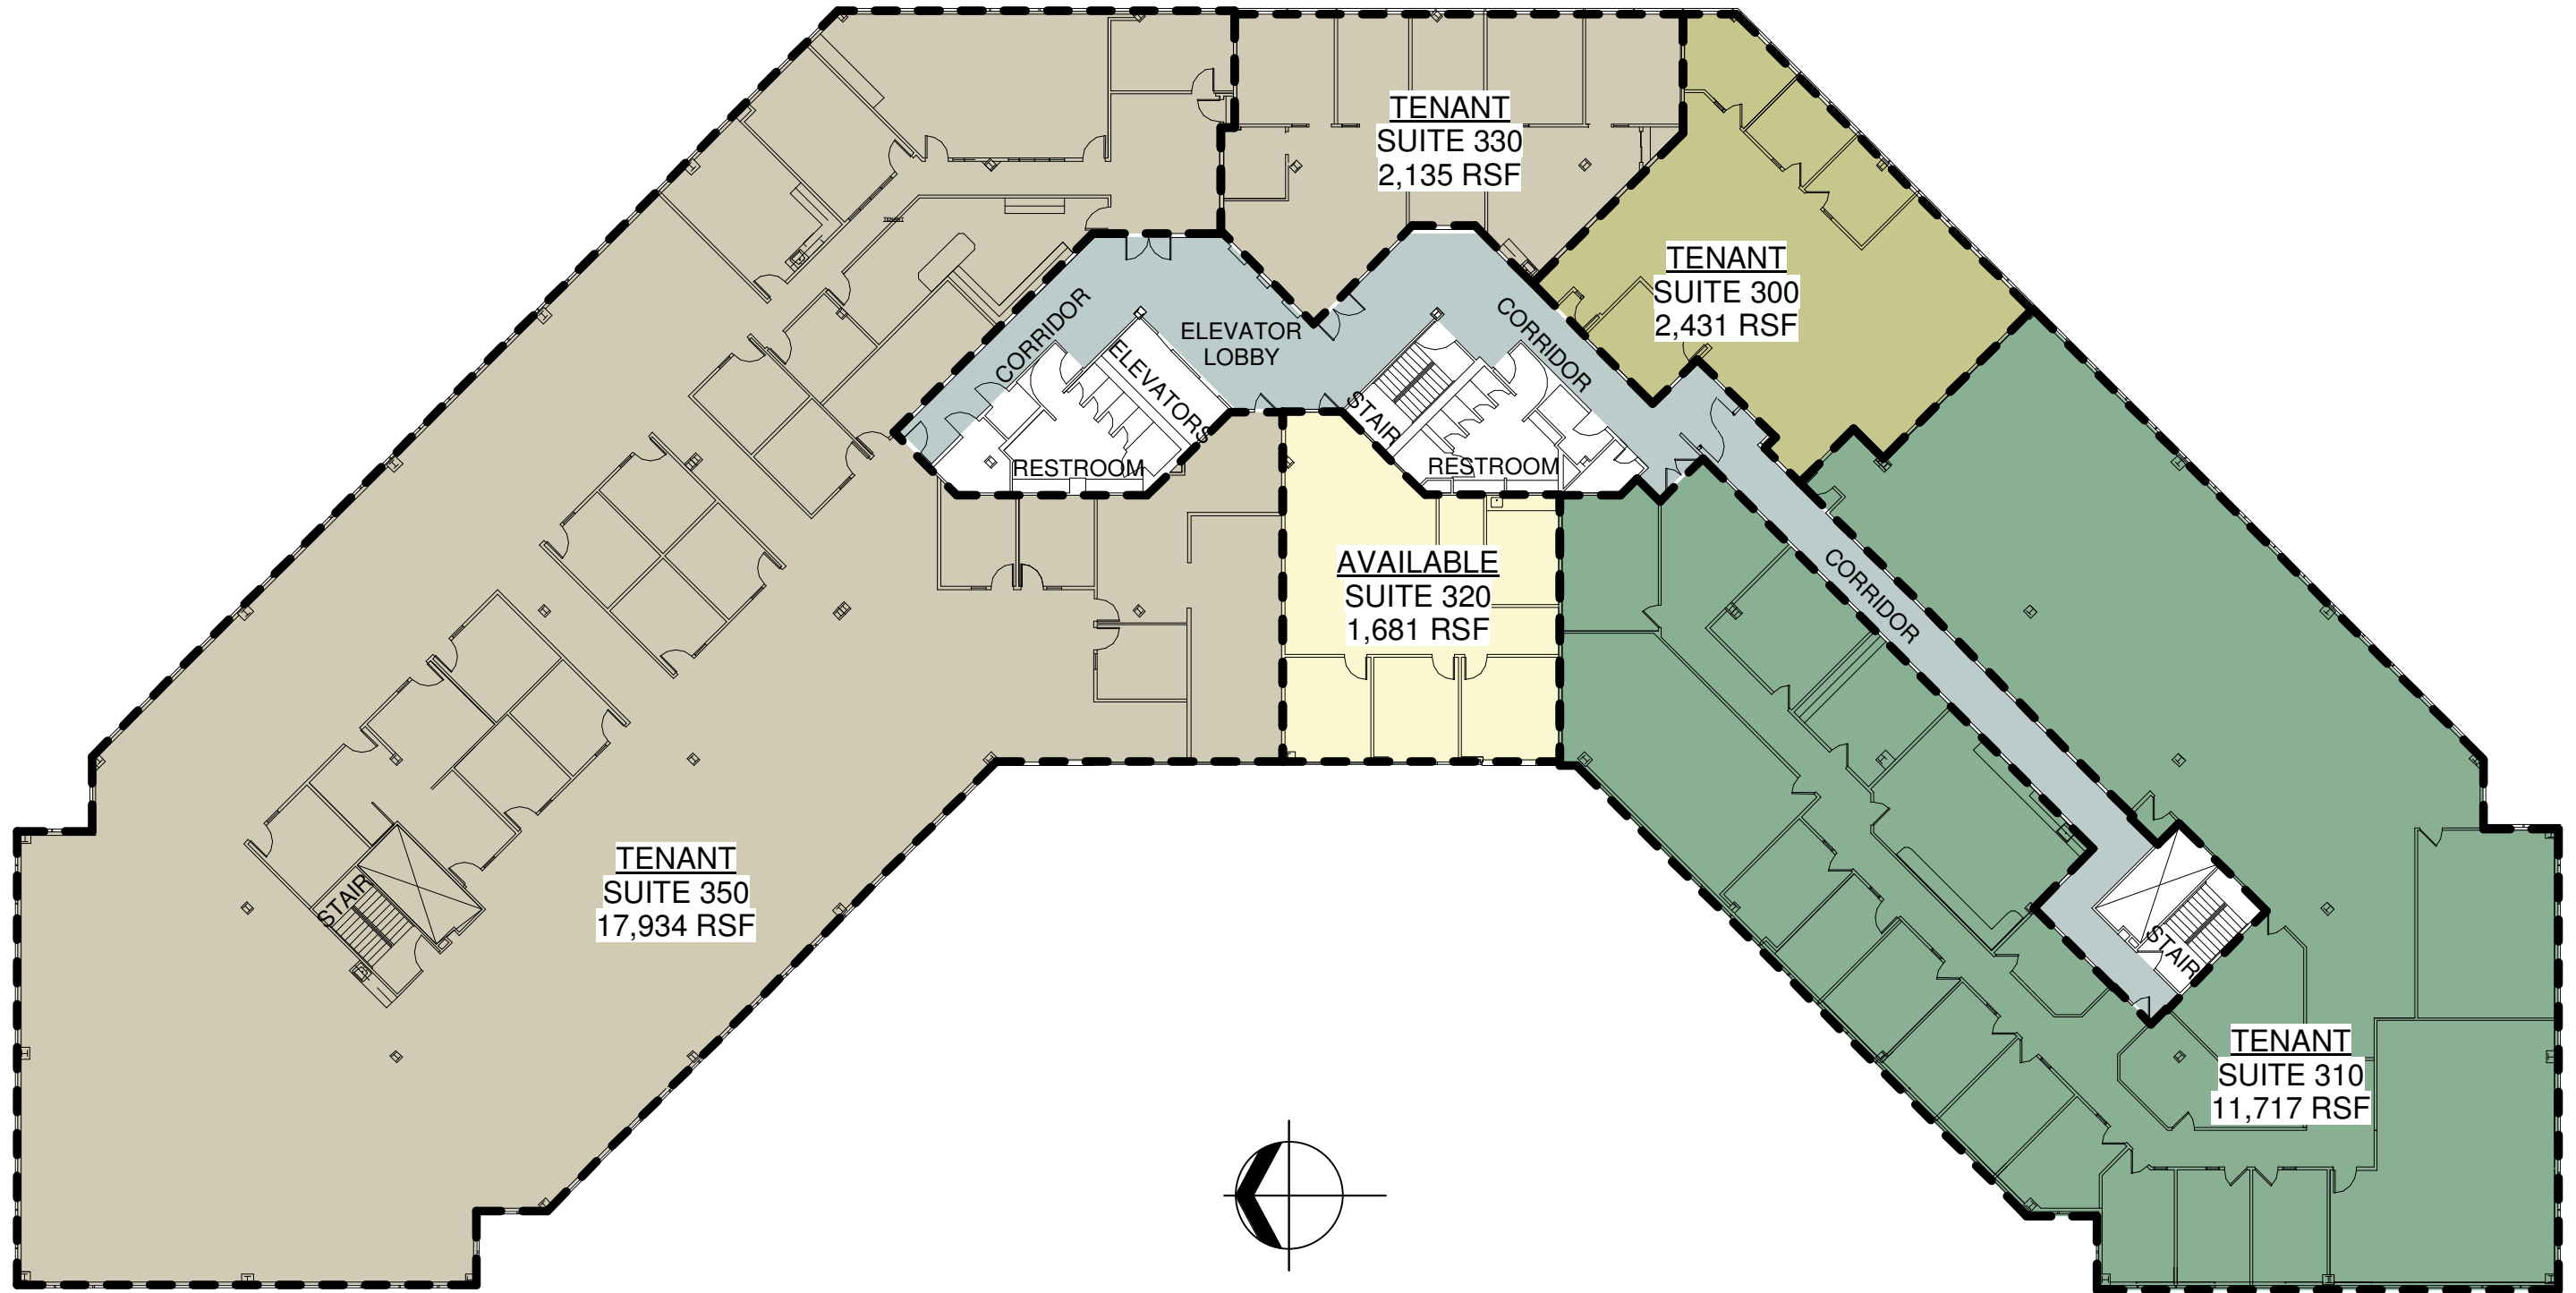 TENANT
SUITE 330
2,135 RSF
TENANT
TENANT
SUITE 300
2,431 RSF
CORRIDOR
ELEVATOR
LOBBY
ELEVATORS
CORRIDOR
STAIR
RESTROOM
RESTROOM
AVAILABLE
SUITE 320
1,681 RSF
CORRIDOR
TENANT
SUITE 350
17,934 RSF
STAIR
STAIR
TENANT
SUITE 310
11,717 RSF